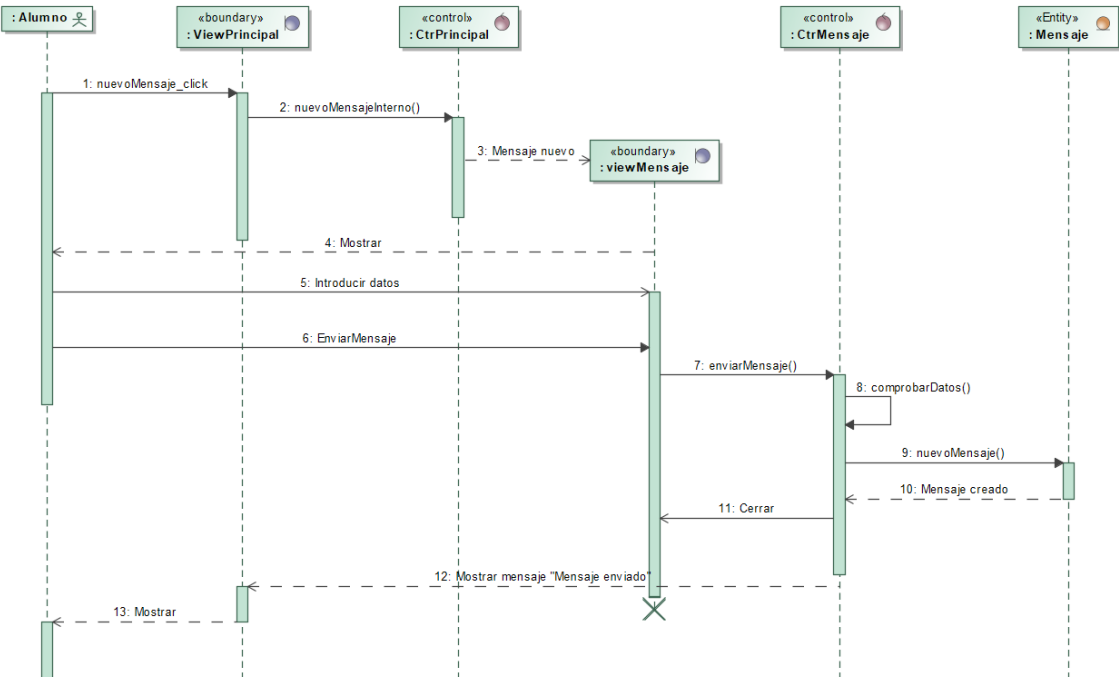 : Alumno
«boundary»
: ViewPrincipal
«control»
: CtrPrincipal
«control»
: CtrMensaje
«Entity»
: Mensaje
1: nuevoMensaje_click
2: nuevoMensajeInterno()
3: Mensaje nuevo
«boundary»
: viewMensaje
4: Mostrar
5: Introducir datos
6: EnviarMensaje
7: enviarMensaje()
8: comprobarDatos()
9: nuevoMensaje()
10: Mensaje creado
11: Cerrar
12: Mostrar mensaje "Mensaje enviado"
13: Mostrar